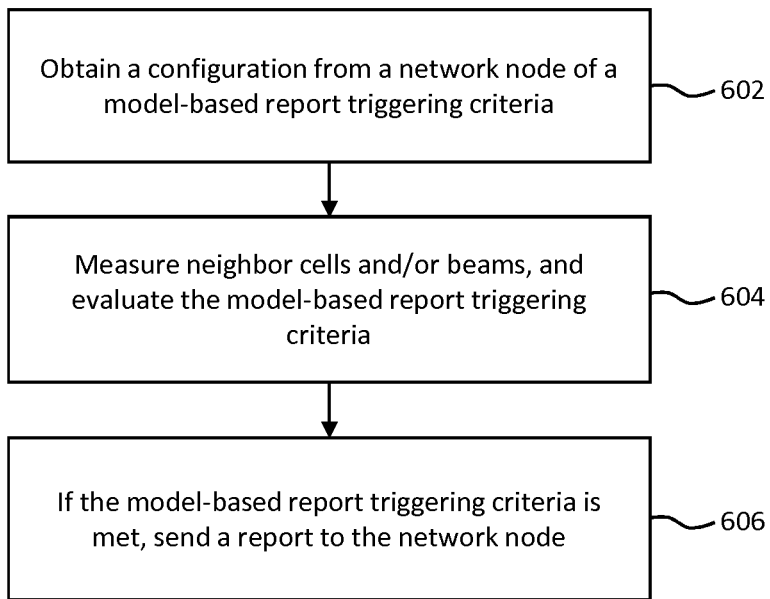 Obtain a configuration from a network node of a
model-based report triggering criteria
602
Measure neighbor cells and/or beams, and
evaluate the model-based report triggering
criteria
604
If the model-based report triggering criteria is
met, send a report to the network node
606